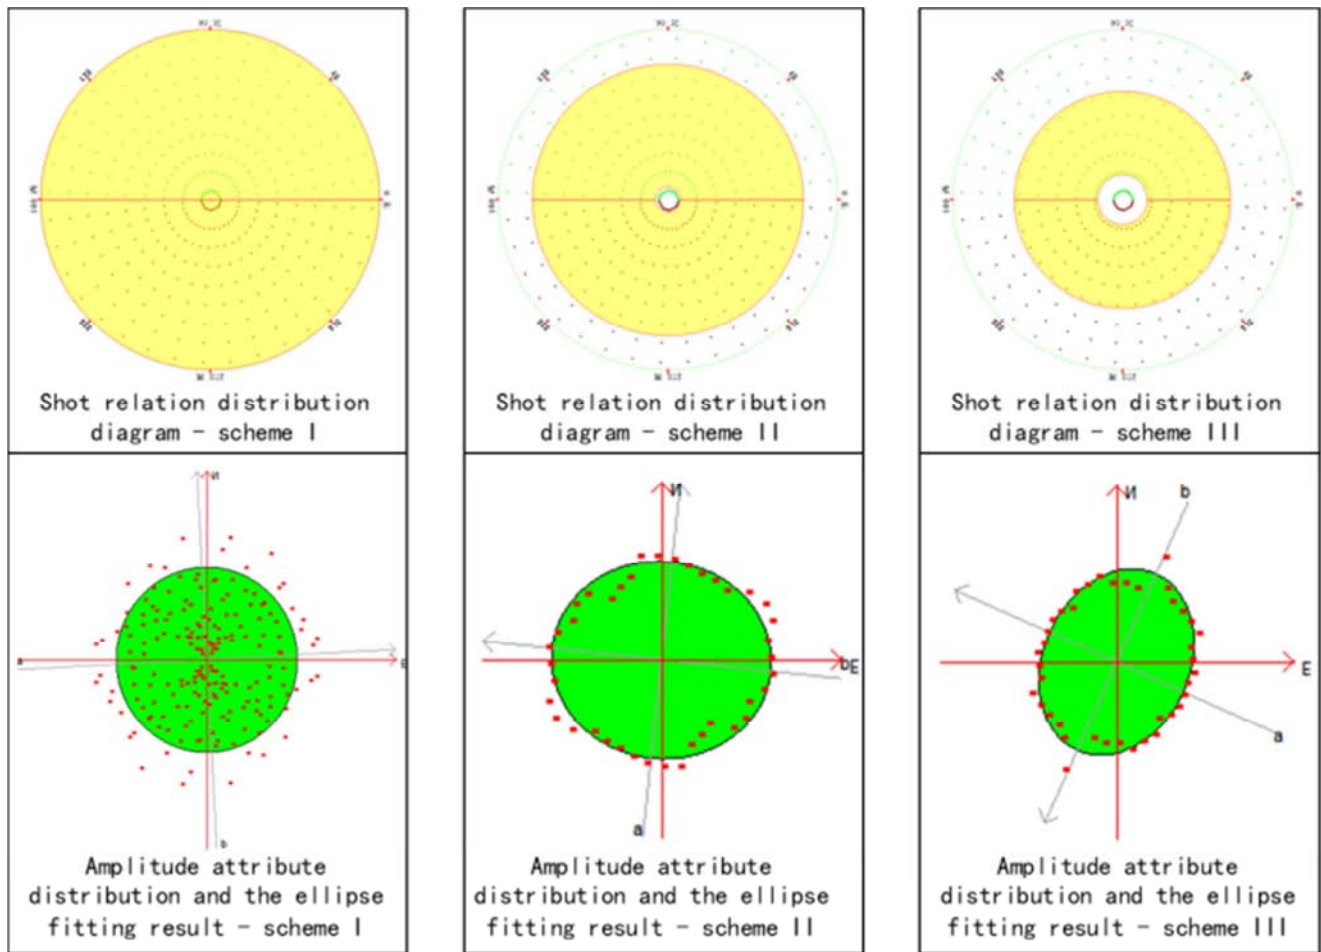 Shot relation distribution
diagram - scheme I
Shot relation distribution
diagram - scheme II
Shot relation distribution
diagram - scheme III
N
E
a
b
Amplitude attribute
distribution and the ellipse
fitting result - scheme I
N
E
b
a
Amplitude attribute
distribution and the ellipse
fitting result - scheme II
N
b
E
a
Amplitude attribute
distribution and the ellipse
fitting result - scheme III